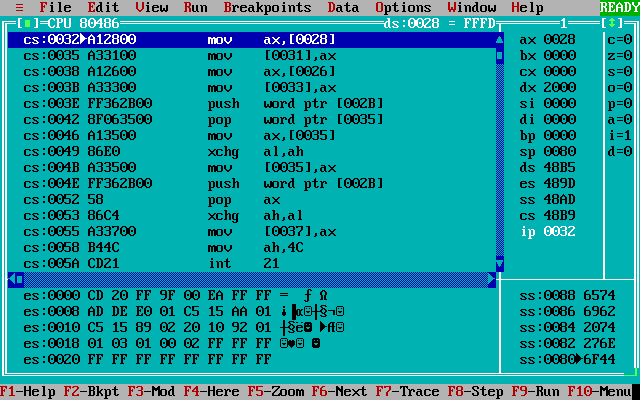 ≡ File Edit View Run Breakpoints Data Options Window Help READY
[■]=CPU 80486 ds:0028 = FFFD 1 [↕]
cs:0032►A12800 mov ax,[0028] ax 0028 c=0
cs:0035 A33100 mov [0031],ax bx 0000 z=0
cs:0038 A12600 mov ax,[0026] cx 0000 s=0
cs:003B A33300 mov [0033],ax dx 2000 o=0
cs:003E FF362B00 push word ptr [002B] si 0000 p=0
cs:0042 8F063500 pop word ptr [0035] di 0000 a=0
cs:0046 A13500 mov ax,[0035] bp 0000 i=1
cs:0049 86E0 xchg al,ah sp 0080 d=0
cs:004B A33500 mov [0035],ax ds 48B5
cs:004E FF362B00 push word ptr [002B] es 489D
cs:0052 58 pop ax ss 48AD
cs:0053 86C4 xchg ah,al cs 48B9
cs:0055 A33700 mov [0037],ax ip 0032
cs:0058 B44C mov ah,4C
cs:005A CD21 int 21
es:0000 CD 20 FF 9F 00 EA FF FF = ƒ Ω ss:0088 6574
es:0008 AD DE E0 01 C5 15 AA 01 ¡▐α☺┼§¬☺ ss:0086 6962
es:0010 C5 15 89 02 20 10 92 01 ┼§ë☻ ►Æ☺ ss:0084 2074
es:0018 01 03 01 00 02 FF FF FF ☺♥☺ ☻ ss:0082 276E
es:0020 FF FF FF FF FF FF FF FF ss:0080►6F44
F1-Help F2-Bkpt F3-Mod F4-Here F5-Zoom F6-Next F7-Trace F8-Step F9-Run F10-Menu